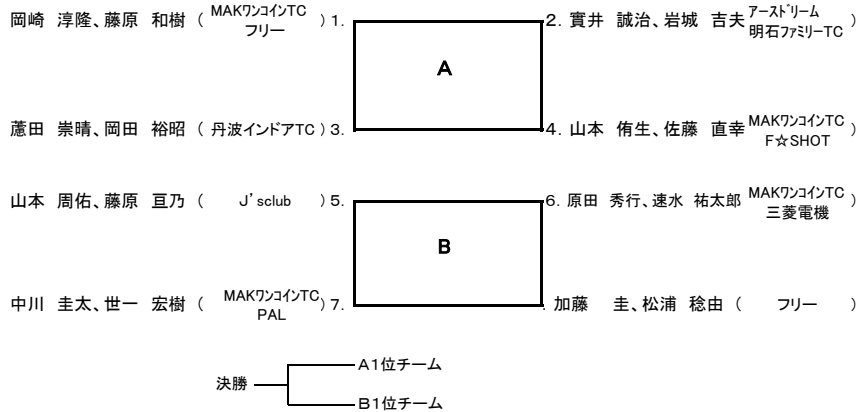 岡崎 淳隆、藤原 和樹 ( MAKワンコインTC フリー ) 1. 2. 實井 誠治、岩城 吉夫 アースドリーム 明石ファミリーTC )
A
蘆田 崇晴、岡田 裕昭 ( 丹波インドアTC ) 3. 4. 山本 侑生、佐藤 直幸 MAKワンコインTC F☆SHOT )
山本 周佑、藤原 亘乃 ( J'sclub ) 5. 6. 原田 秀行、速水 祐太郎 MAKワンコインTC 三菱電機 )
B
中川 圭太、世一 宏樹 ( MAKワンコインTC PAL ) 7. 加藤 圭、松浦 稔由 ( フリー )
A1位チーム
決勝
B1位チーム